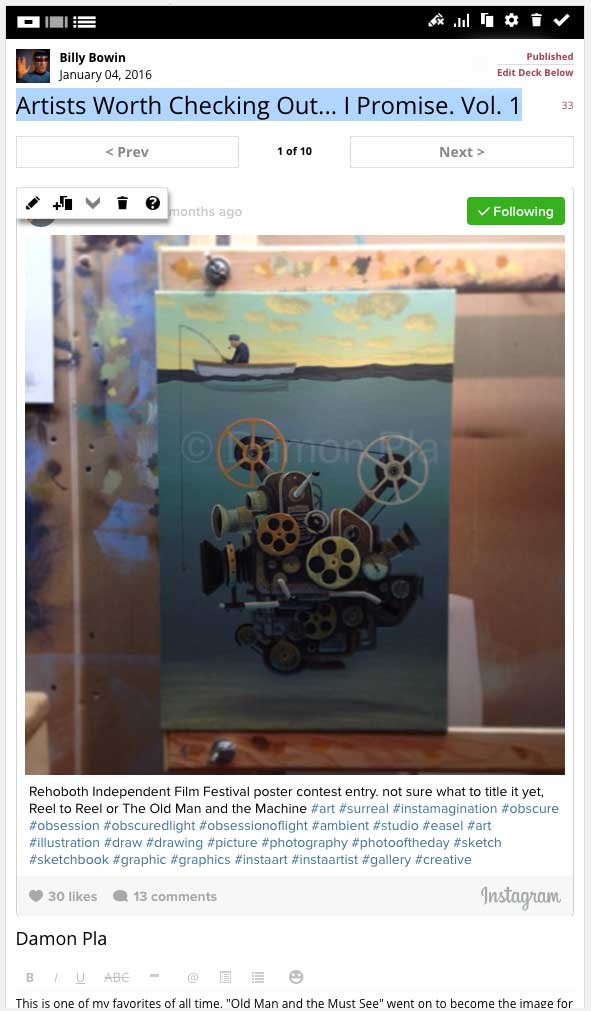 Billy Bowin
January 04, 2016
Published
Edit Deck Below
Artists Worth Checking Out... I Promise. Vol. 1
33
< Prev
1 of 10
Next >
months ago
Following
© Damon Pla
Rehoboth Independent Film Festival poster contest entry. not sure what to title it yet,
Reel to Reel or The Old Man and the Machine #art #surreal #instamagination #obscure
#obsession #obscuredlight #obsessionoflight #ambient #studio #easel #art
#illustration #draw #drawing #picture #photography #photooftheday #sketch
#sketchbook #graphic #graphics #instaart #instaartist #gallery #creative
30 likes
13 comments
Instagram
Damon Pla
B I U ABC @
This is one of my favorites of all time. "Old Man and the Must See" went on to become the image for